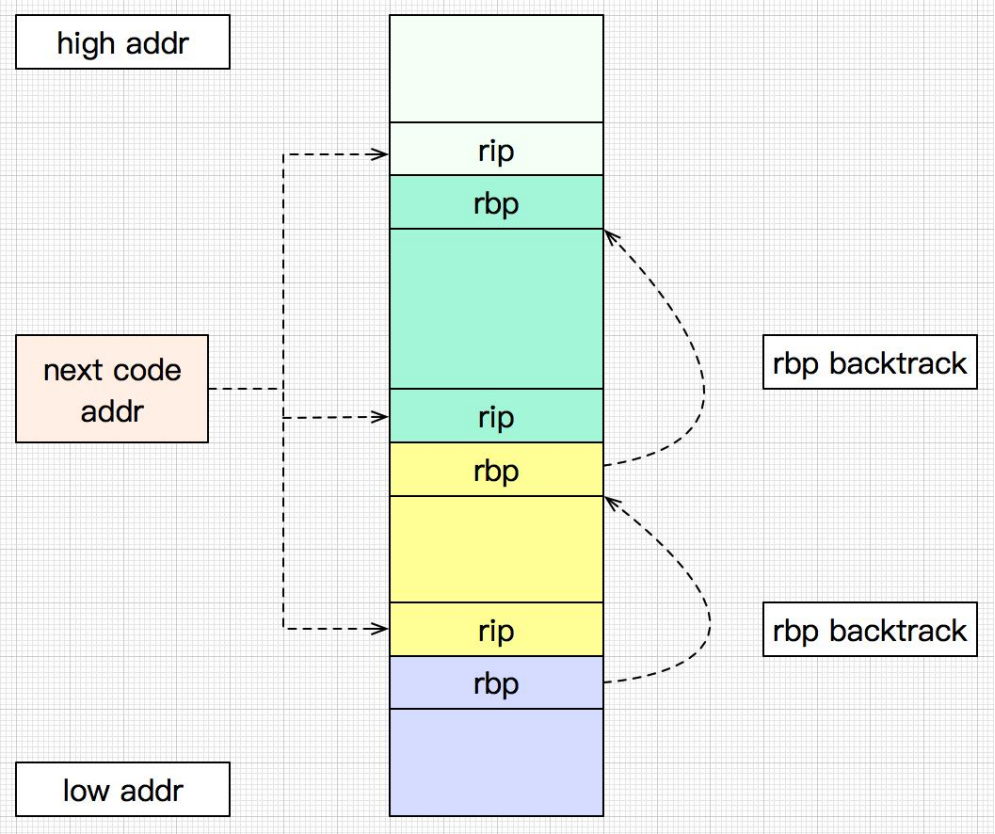 high addr
rip
rbp
next code
addr
rbp backtrack
rip
rbp
rip
rbp backtrack
rbp
low addr